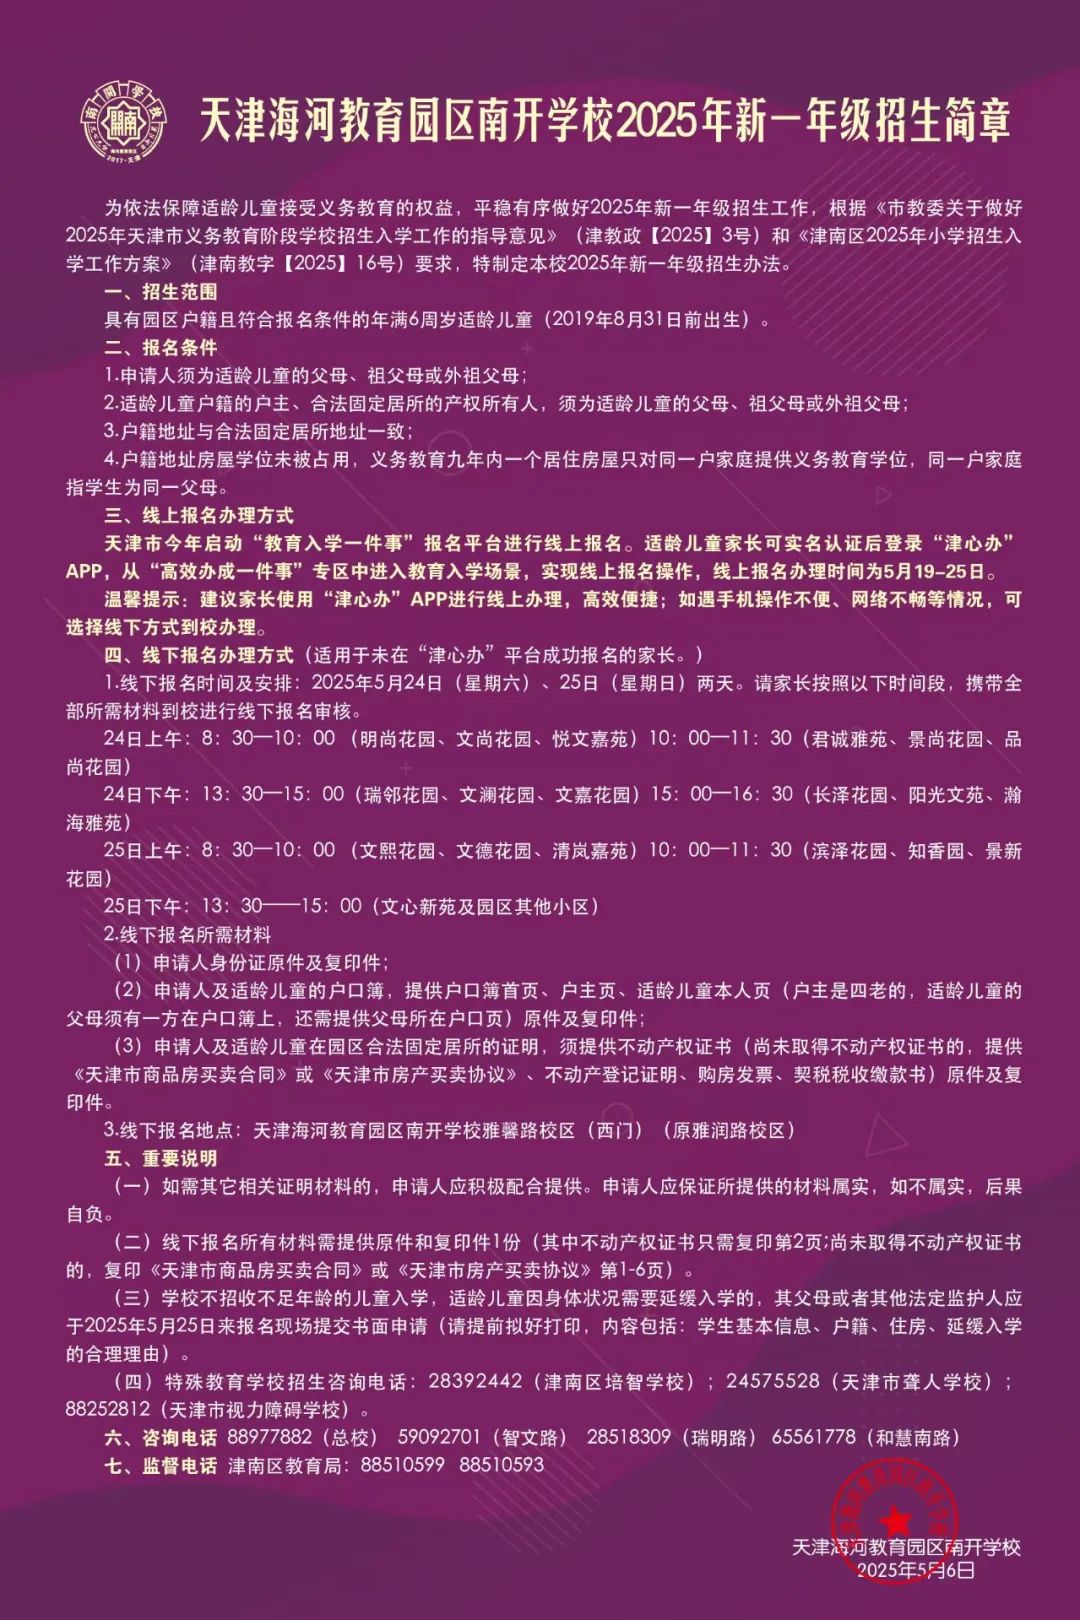 南開學校
開南
海河教育园区
2017·天津
天津海河教育园区南开学校2025年新一年级招生简章
为依法保障适龄儿童接受义务教育的权益，平稳有序做好2025年新一年级招生工作，根据《市教委关于做好
2025年天津市义务教育阶段学校招生入学工作的指导意见》（津教政【2025】3号）和《津南区2025年小学招生入
学工作方案》（津南教字【2025】16号）要求，特制定本校2025年新一年级招生办法。
一、招生范围
具有园区户籍且符合报名条件的年满6周岁适龄儿童（2019年8月31日前出生）。
二、报名条件
1.申请人须为适龄儿童的父母、祖父母或外祖父母；
2.适龄儿童户籍的户主、合法固定居所的产权所有人，须为适龄儿童的父母、祖父母或外祖父母；
3.户籍地址与合法固定居所地址一致；
4.户籍地址房屋学位未被占用，义务教育九年内一个居住房屋只对同一户家庭提供义务教育学位，同一户家庭
指学生为同一父母。
三、线上报名办理方式
天津市今年启动“教育入学一件事”报名平台进行线上报名。适龄儿童家长可实名认证后登录“津心办”
APP，从“高效办成一件事”专区中进入教育入学场景，实现线上报名操作，线上报名办理时间为5月19-25日。
温馨提示：建议家长使用“津心办”APP进行线上办理，高效便捷；如遇手机操作不便、网络不畅等情况，可
选择线下方式到校办理。
四、线下报名办理方式（适用于未在“津心办”平台成功报名的家长。）
1.线下报名时间及安排：2025年5月24日（星期六）、25日（星期日）两天。请家长按照以下时间段，携带全
部所需材料到校进行线下报名审核。
24日上午：8：30—10：00 （明尚花园、文尚花园、悦文嘉苑）10：00—11：30（君诚雅苑、景尚花园、品
尚花园）
24日下午：13：30—15：00（瑞邻花园、文澜花园、文嘉花园）15：00—16：30（长泽花园、阳光文苑、瀚
海雅苑）
25日上午：8：30—10：00 （文熙花园、文德花园、清岚嘉苑）10：00—11：30（滨泽花园、知香园、景新
花园）
25日下午：13：30——15：00（文心新苑及园区其他小区）
2.线下报名所需材料
（1）申请人身份证原件及复印件；
（2）申请人及适龄儿童的户口簿，提供户口簿首页、户主页、适龄儿童本人页（户主是四老的，适龄儿童的
父母须有一方在户口簿上，还需提供父母所在户口页）原件及复印件；
（3）申请人及适龄儿童在园区合法固定居所的证明，须提供不动产权证书（尚未取得不动产权证书的，提供
《天津市商品房买卖合同》或《天津市房产买卖协议》、不动产登记证明、购房发票、契税税收缴款书）原件及复
印件。
3.线下报名地点：天津海河教育园区南开学校雅馨路校区（西门）（原雅润路校区）
五、重要说明
（一）如需其它相关证明材料的，申请人应积极配合提供。申请人应保证所提供的材料属实，如不属实，后果
自负。
（二）线下报名所有材料需提供原件和复印件1份（其中不动产权证书只需复印第2页;尚未取得不动产权证书
的，复印《天津市商品房买卖合同》或《天津市房产买卖协议》第1-6页）。
（三）学校不招收不足年龄的儿童入学，适龄儿童因身体状况需要延缓入学的，其父母或者其他法定监护人应
于2025年5月25日来报名现场提交书面申请（请提前拟好打印，内容包括：学生基本信息、户籍、住房、延缓入学
的合理理由）。
（四）特殊教育学校招生咨询电话：28392442（津南区培智学校）；24575528（天津市聋人学校）；
88252812（天津市视力障碍学校）。
六、咨询电话 88977882（总校） 59092701（智文路） 28518309（瑞明路） 65561778（和慧南路）
七、监督电话 津南区教育局：88510599 88510593
天津海河教育园区南开学校
2025年5月6日